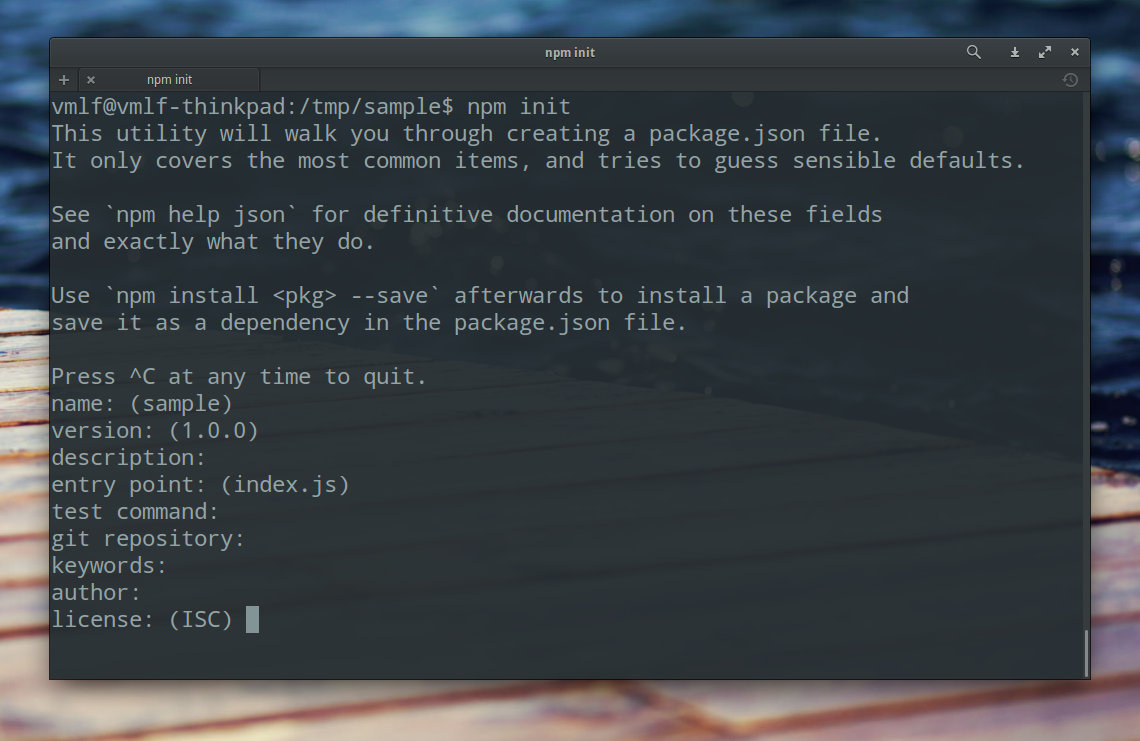 npm init
npm init
vmlf@vmlf-thinkpad:/tmp/sample$ npm init
This utility will walk you through creating a package.json file.
It only covers the most common items, and tries to guess sensible defaults.
See `npm help json` for definitive documentation on these fields
and exactly what they do.
Use `npm install <pkg> --save` afterwards to install a package and
save it as a dependency in the package.json file.
Press ^C at any time to quit.
name: (sample)
version: (1.0.0)
description:
entry point: (index.js)
test command:
git repository:
keywords:
author:
license: (ISC)